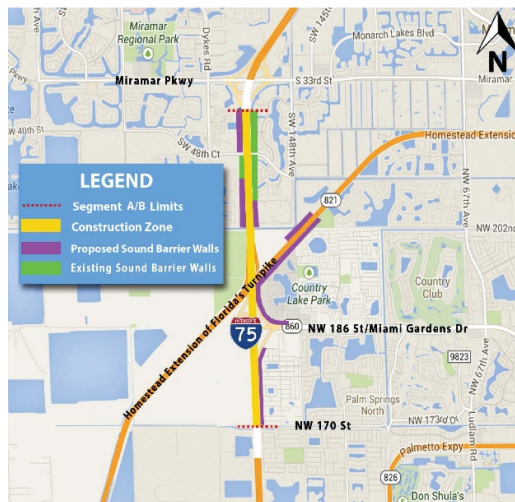 Miramar
Regional Park
Dykes Rd
SW 145th
Monarch Lakes Blvd
Pkwy
Miramar Pkwy
S 33rd St
Miramar
N
SW 40th St
SW 48th Ct
SW 148th Ave
Homestead Extension
NW 67th Ave
LEGEND
Segment A/B Limits
Construction Zone
Proposed Sound Barrier Walls
Existing Sound Barrier Walls
821
NW 202nd
Country
Lake Park
Country
Club
Homestead Extension of Florida's Turnpike
INTERSTATE
75
860
NW 186 St/Miami Gardens Dr
9823
NW 67th Ave
Palm Springs
North
NW 173rd Dr
Ludlam Rd
NW 170 St
Palmetto Expy
826
Don Shula's